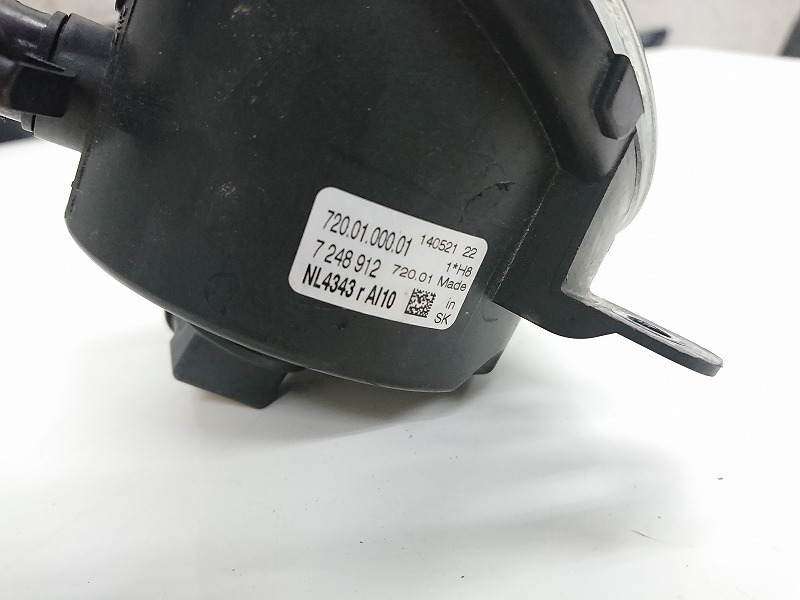 720.01.000.01 140521 22
7 248 912 1*H8
NL4343 r Al10 720.01 Made
in
SK